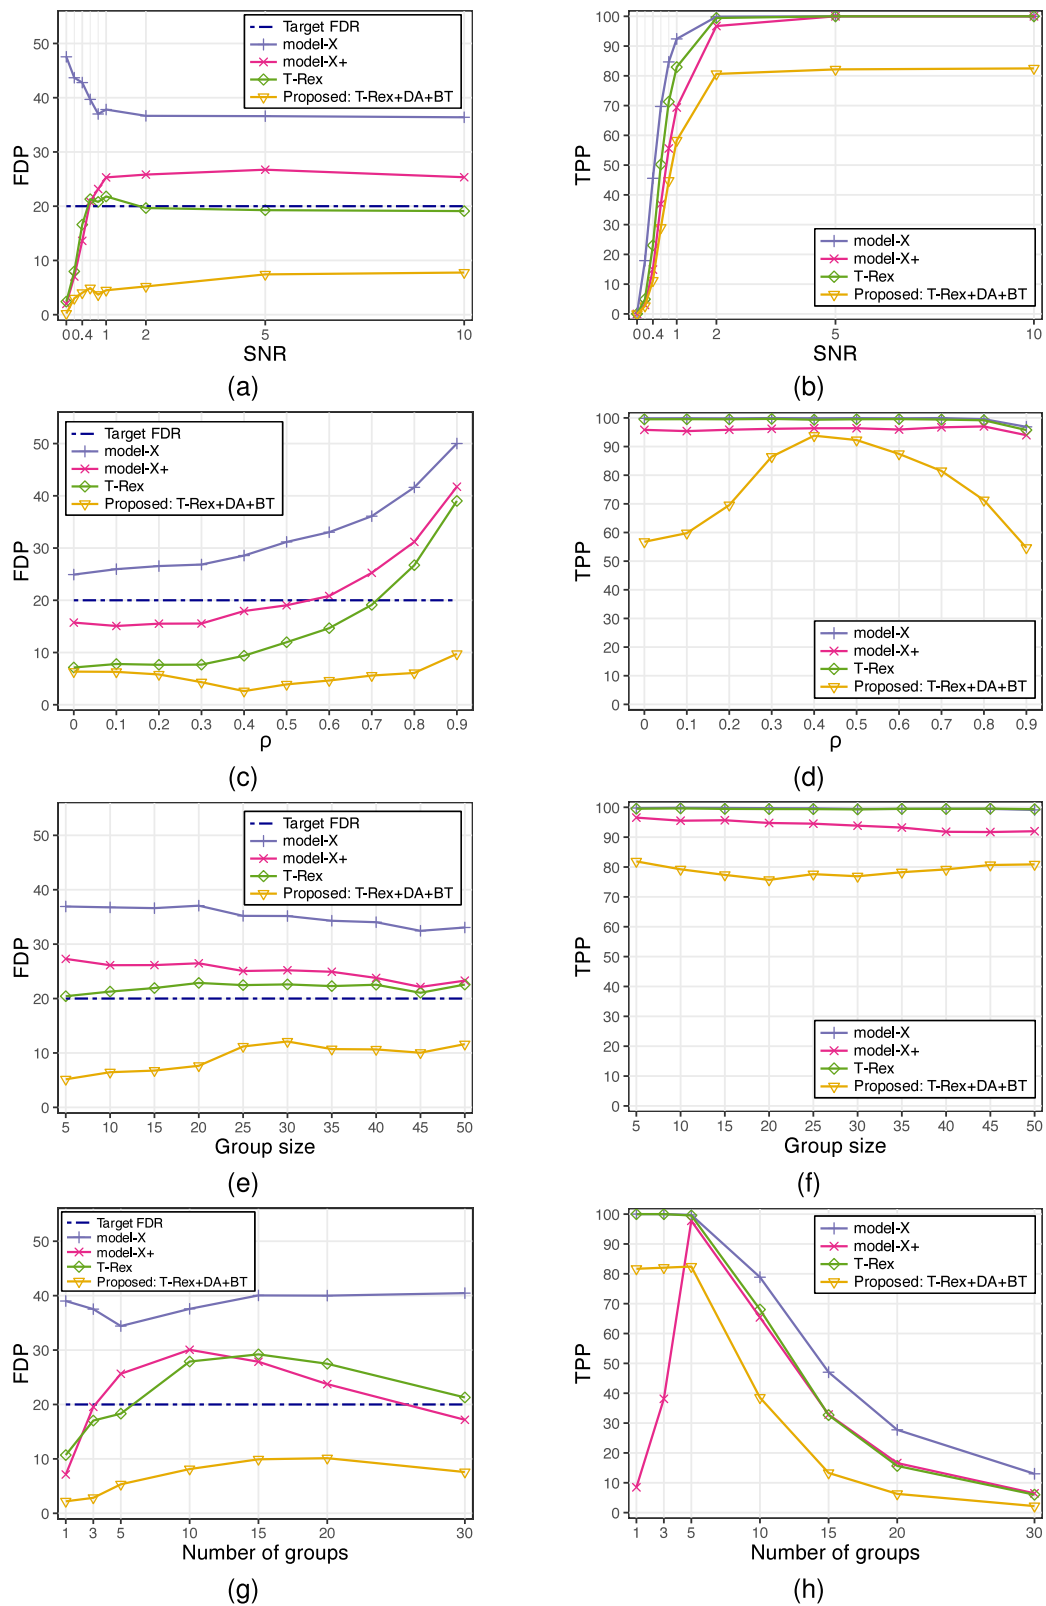 Target FDR
model-X
model-X+
T-Rex
Proposed: T-Rex+DA+BT
FDP
50
40
30
20
10
0
0 0.4 1 2 5 10
SNR
(a)
TPP
100
90
80
70
60
50
40
30
20
10
0
model-X
model-X+
T-Rex
Proposed: T-Rex+DA+BT
0 0.4 1 2 5 10
SNR
(b)
Target FDR
model-X
model-X+
T-Rex
Proposed: T-Rex+DA+BT
FDP
50
40
30
20
10
0
0 0.1 0.2 0.3 0.4 0.5 0.6 0.7 0.8 0.9
ρ
(c)
TPP
100
90
80
70
60
50
40
30
20
10
0
model-X
model-X+
T-Rex
Proposed: T-Rex+DA+BT
0 0.1 0.2 0.3 0.4 0.5 0.6 0.7 0.8 0.9
ρ
(d)
Target FDR
model-X
model-X+
T-Rex
Proposed: T-Rex+DA+BT
FDP
50
40
30
20
10
0
5 10 15 20 25 30 35 40 45 50
Group size
(e)
TPP
100
90
80
70
60
50
40
30
20
10
0
model-X
model-X+
T-Rex
Proposed: T-Rex+DA+BT
5 10 15 20 25 30 35 40 45 50
Group size
(f)
Target FDR
model-X
model-X+
T-Rex
Proposed: T-Rex+DA+BT
FDP
50
40
30
20
10
0
1 3 5 10 15 20 30
Number of groups
(g)
TPP
100
90
80
70
60
50
40
30
20
10
0
model-X
model-X+
T-Rex
Proposed: T-Rex+DA+BT
1 3 5 10 15 20 30
Number of groups
(h)